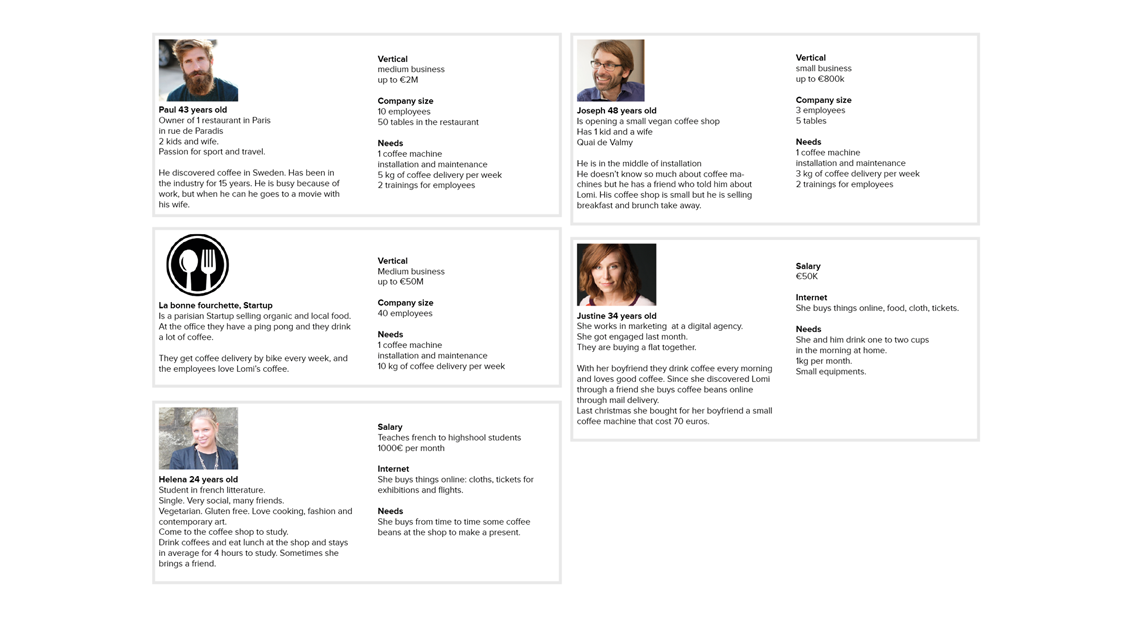 Paul 43 years old
Owner of 1 restaurant in Paris
in rue de Paradis
2 kids and wife.
Passion for sport and travel.
He discovered coffee in Sweden. Has been in
the industry for 15 years. He is busy because of
work, but when he can he goes to a movie with
his wife.
Vertical
medium business
up to €2M
Company size
10 employees
50 tables in the restaurant
Needs
1 coffee machine
installation and maintenance
5 kg of coffee delivery per week
2 trainings for employees
Joseph 48 years old
Is opening a small vegan coffee shop
Has 1 kid and a wife
Quai de Valmy
He is in the middle of installation
He doesn't know so much about coffee ma-
chines but he has a friend who told him about
Lomi. His coffee shop is small but he is selling
breakfast and brunch take away.
Vertical
small business
up to €800k
Company size
3 employees
5 tables
Needs
1 coffee machine
installation and maintenance
3 kg of coffee delivery per week
2 trainings for employees
La bonne fourchette, Startup
Is a parisian Startup selling organic and local food.
At the office they have a ping pong and they drink
a lot of coffee.
They get coffee delivery by bike every week, and
the employees love Lomi's coffee.
Vertical
Medium business
up to €50M
Company size
40 employees
Needs
1 coffee machine
installation and maintenance
10 kg of coffee delivery per week
Justine 34 years old
She works in marketing  at a digital agency.
She got engaged last month.
They are buying a flat together.
With her boyfriend they drink coffee every morning
and loves good coffee. Since she discovered Lomi
through a friend she buys coffee beans online
through mail delivery.
Last christmas she bought for her boyfriend a small
coffee machine that cost 70 euros.
Salary
€50K
Internet
She buys things online, food, cloth, tickets.
Needs
She and him drink one to two cups
in the morning at home.
1kg per month.
Small equipments.
Helena 24 years old
Student in french litterature.
Single. Very social, many friends.
Vegetarian. Gluten free. Love cooking, fashion and
contemporary art.
Come to the coffee shop to study.
Drink coffees and eat lunch at the shop and stays
in average for 4 hours to study. Sometimes she
brings a friend.
Salary
Teaches french to highshool students
1000€ per month
Internet
She buys things online: cloths, tickets for
exhibitions and flights.
Needs
She buys from time to time some coffee
beans at the shop to make a present.